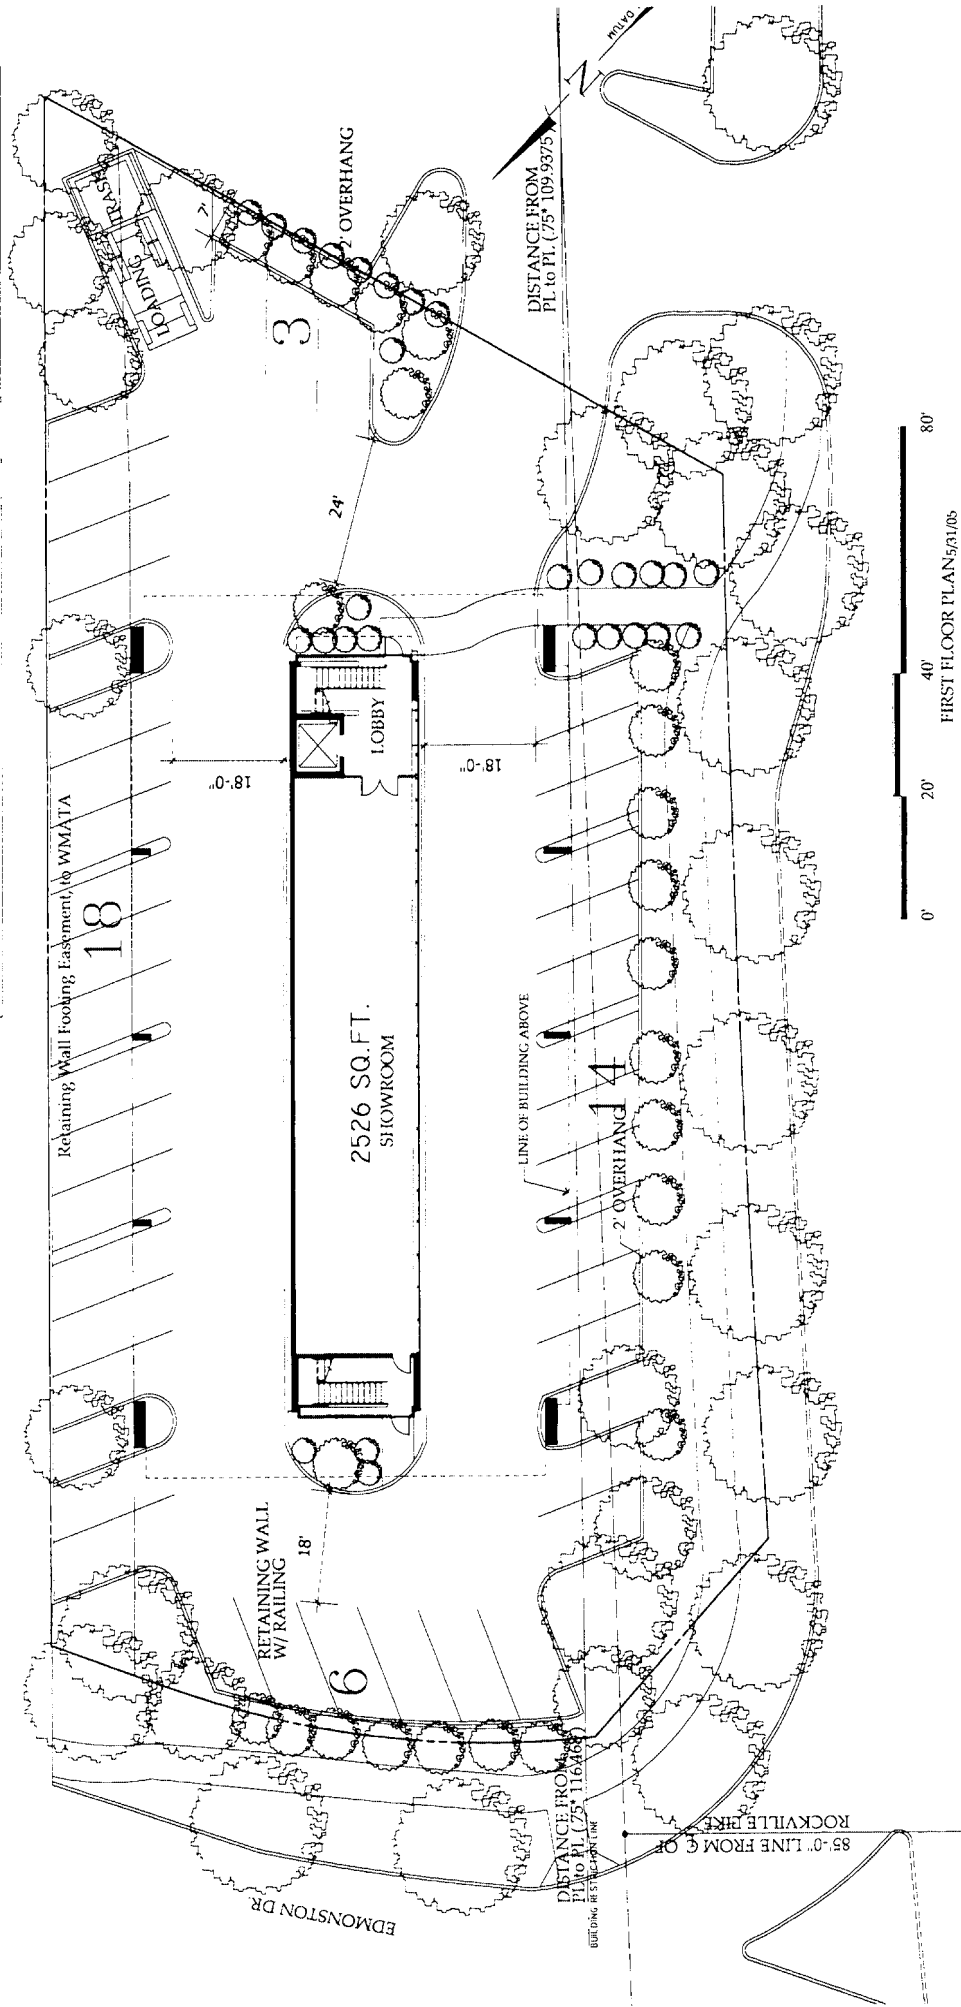 DATUM
N
TRASH
LOADING
7'
2' OVERHANG
3
DISTANCE FROM
PL to PL (75* 109.9375')
24'
18'-0"
LOBBY
18'-0"
Retaining Wall Footing Easement, to WMATA
18
2526 SQ.FT.
SHOWROOM
LINE OF BUILDING ABOVE
14
2' OVERHANG
RETAINING WALL
W/ RAILING
18'
6
DISTANCE FROM
PL to PL (75*
BUILDING RESTRICTION LINE
85'-0" LINE FROM ℄ OF
ROCKVILLE PIKE
EDMONSTON DR
0'
20'
40'
80'
FIRST FLOOR PLAN 5/31/05